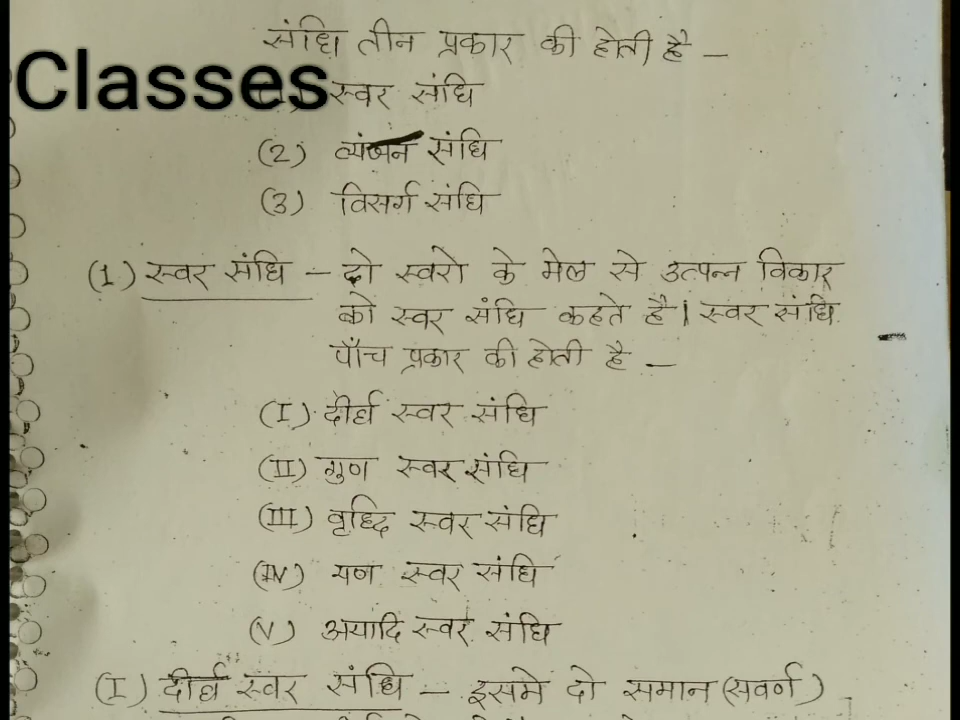 संधि तीन प्रकार की होती है –
Classes
स्वर संधि
(2) व्यंजन संधि
(3) विसर्ग संधि
(1) स्वर संधि – दो स्वरो के मेल से उत्पन्न विकार
को स्वर संधि कहते है। स्वर संधि
पाँच प्रकार की होती है –
(I) दीर्घ स्वर संधि
(II) गुण स्वर संधि
(III) वृध्दि स्वर संधि
(IV) यण स्वर संधि
(V) अयादि स्वर संधि
(I) दीर्घ स्वर संधि – इसमे दो समान (सवर्ण)